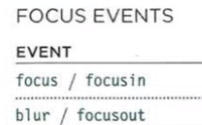 FOCUS EVENTS
EVENT
focus / focusin
blur / focusout